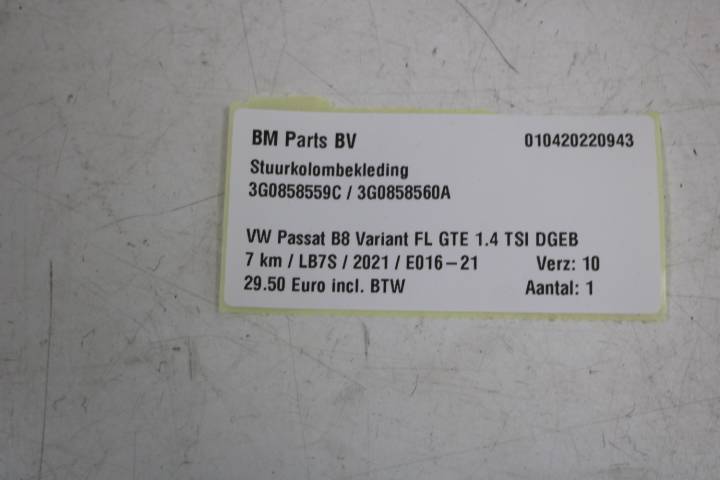 BM Parts BV 010420220943
Stuurkolombekleding
3G0858559C / 3G0858560A
VW Passat B8 Variant FL GTE 1.4 TSI DGEB
7 km / LB7S / 2021 / E016-21 Verz: 10
29.50 Euro incl. BTW Aantal: 1